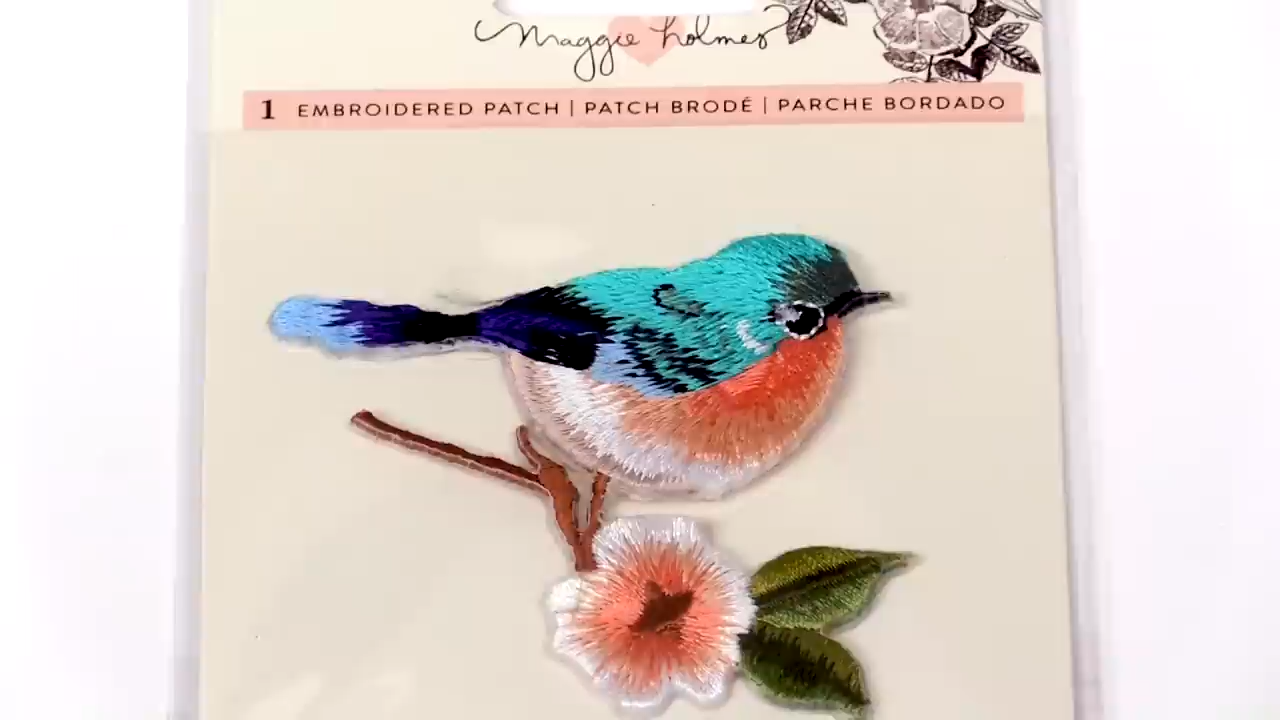 maggie holmes
1 EMBROIDERED PATCH | PATCH BRODÉ | PARCHE BORDADO